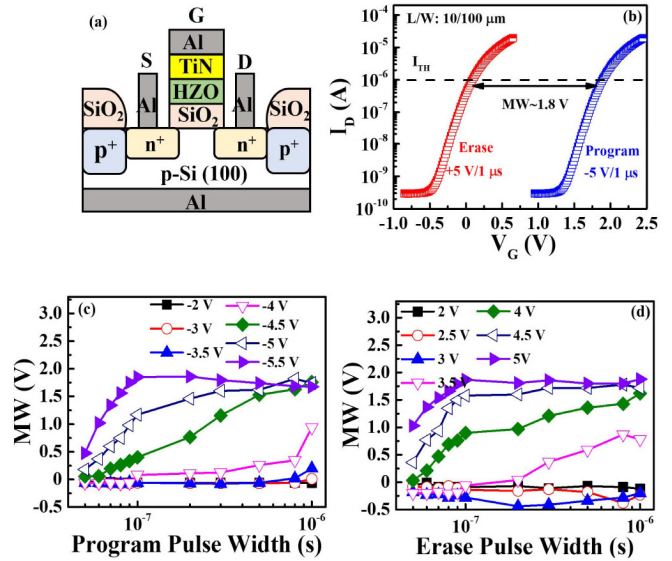 (a)
G
Al
TiN
HZO
SiO₂
S
D
Al
Al
SiO₂
SiO₂
p⁺
n⁺
n⁺
p⁺
p-Si (100)
Al
(b)
L/W: 10/100 μm
I_TH
MW~1.8 V
Erase
+5 V/1 μs
Program
-5 V/1 μs
I_D (A)
10⁻⁴
10⁻⁵
10⁻⁶
10⁻⁷
10⁻⁸
10⁻⁹
10⁻¹⁰
-1.0 -0.5 0 0.5 1.0 1.5 2.0 2.5
V_G (V)
(c)
-2 V
-3 V
-3.5 V
-4 V
-4.5 V
-5 V
-5.5 V
MW (V)
3.0
2.5
2.0
1.5
1.0
0.5
0.0
-0.5
10⁻⁷ 10⁻⁶
Program Pulse Width (s)
(d)
2 V
2.5 V
3 V
3.5 V
4 V
4.5 V
5V
MW (V)
3.0
2.5
2.0
1.5
1.0
0.5
0.0
-0.5
10⁻⁷ 10⁻⁶
Erase Pulse Width (s)